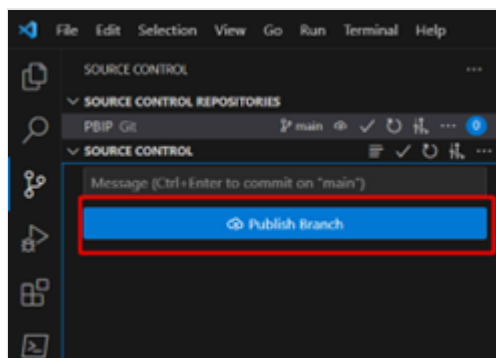 File Edit Selection View Go Run Terminal Help
SOURCE CONTROL
SOURCE CONTROL REPOSITORIES
PBIP Git main 0
SOURCE CONTROL
Message (Ctrl+Enter to commit on "main")
Publish Branch